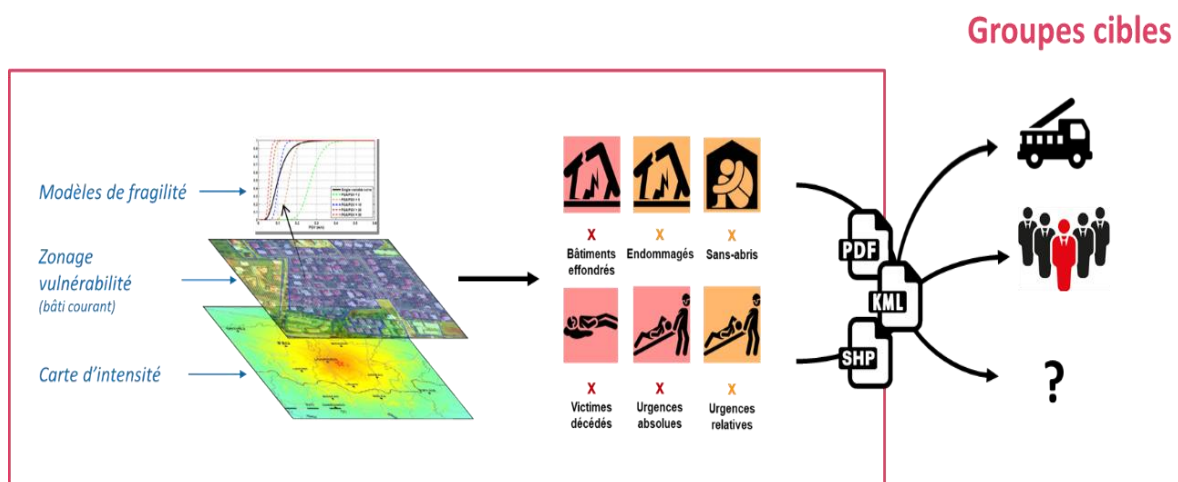 Groupes cibles
Modèles de fragilité
Zonage
vulnérabilité
(bâti courant)
Carte d'intensité
X
X
X
Bâtiments
effondrés
Endommagés
Sans-abris
X
X
X
Victimes
décédés
Urgences
absolues
Urgences
relatives
PDF
KML
SHP
?